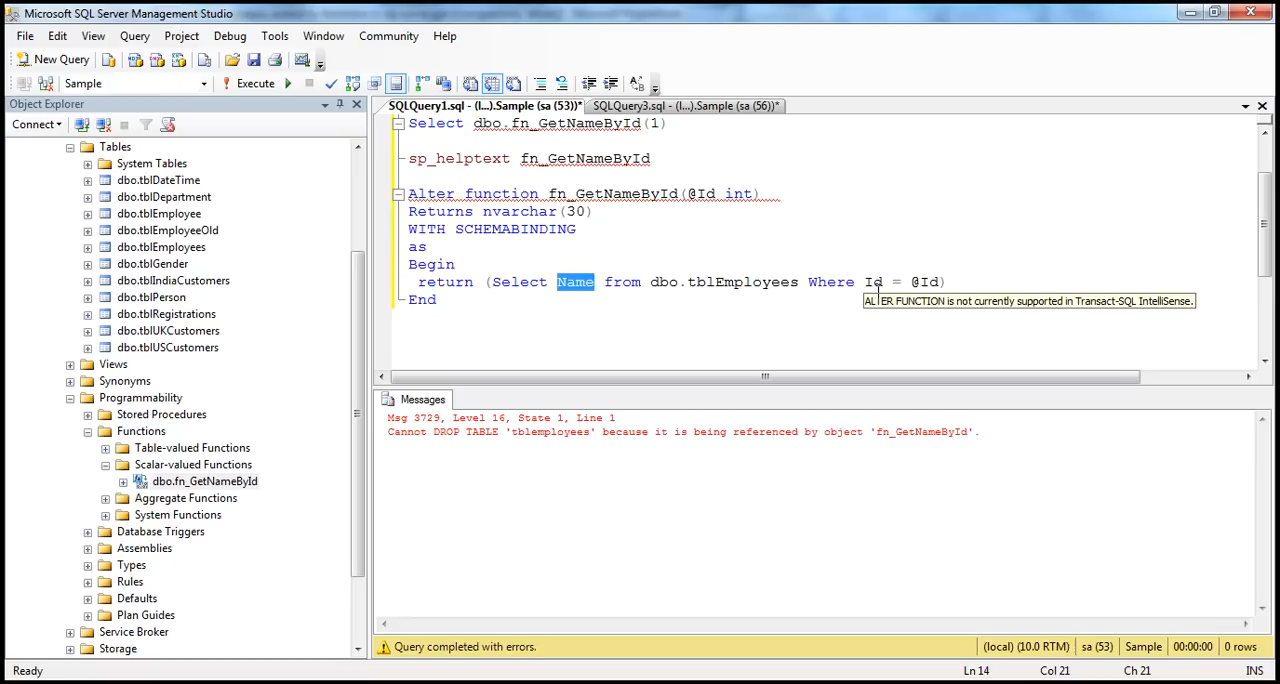 Microsoft SQL Server Management Studio
File Edit View Query Project Debug Tools Window Community Help
New Query
Sample Execute
Object Explorer
SQLQuery1.sql - (l...).Sample (sa (53))* SQLQuery3.sql - (l...).Sample (sa (56))*
Connect
Tables
System Tables
dbo.tblDateTime
dbo.tblDepartment
dbo.tblEmployee
dbo.tblEmployeeOld
dbo.tblEmployees
dbo.tblGender
dbo.tblIndiaCustomers
dbo.tblPerson
dbo.tblRegistrations
dbo.tblUKCustomers
dbo.tblUSCustomers
Views
Synonyms
Programmability
Stored Procedures
Functions
Table-valued Functions
Scalar-valued Functions
dbo.fn_GetNameById
Aggregate Functions
System Functions
Database Triggers
Assemblies
Types
Rules
Defaults
Plan Guides
Service Broker
Storage
Select dbo.fn_GetNameById(1)
sp_helptext fn_GetNameById
Alter function fn_GetNameById(@Id int)
Returns nvarchar(30)
WITH SCHEMABINDING
as
Begin
return (Select Name from dbo.tblEmployees Where Id = @Id)
End
ALTER FUNCTION is not currently supported in Transact-SQL IntelliSense.
Messages
Msg 3729, Level 16, State 1, Line 1
Cannot DROP TABLE 'tblemployees' because it is being referenced by object 'fn_GetNameById'.
Query completed with errors. (local) (10.0 RTM) sa (53) Sample 00:00:00 0 rows
Ready Ln 14 Col 21 Ch 21 INS